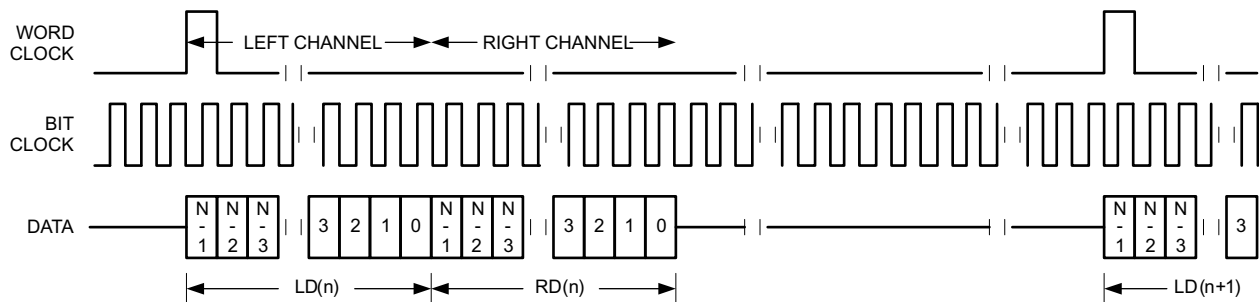 WORD
CLOCK
LEFT CHANNEL
RIGHT CHANNEL
BIT
CLOCK
DATA
N
-
1
N
-
2
N
-
3
3
2
1
0
N
-
1
N
-
2
N
-
3
3
2
1
0
N
-
1
N
-
2
N
-
3
3
LD(n)
RD(n)
LD(n+1)